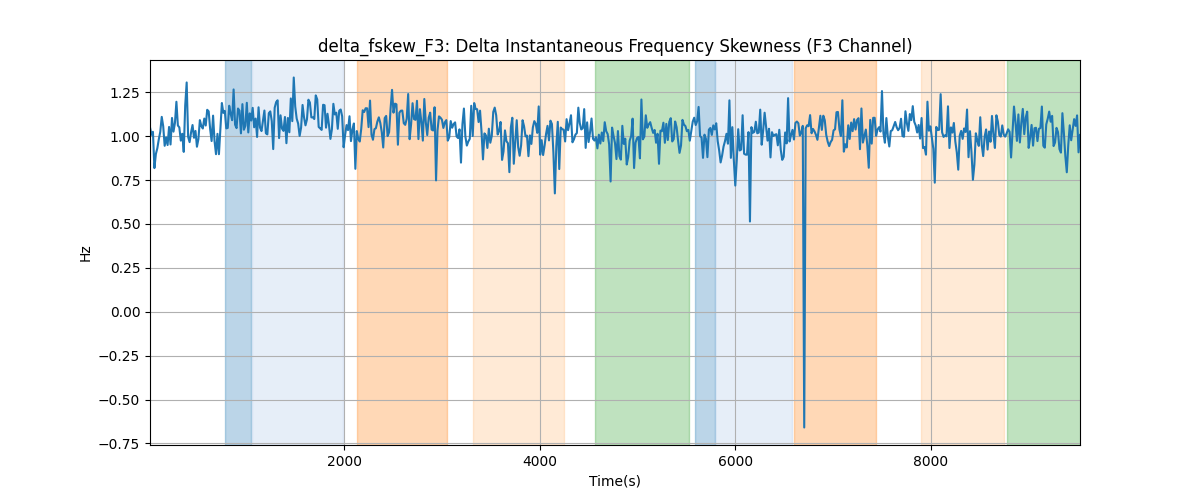 delta_fskew_F3: Delta Instantaneous Frequency Skewness (F3 Channel)
1.25
1.00
0.75
0.50
0.25
0.00
−0.25
−0.50
−0.75
Hz
2000 4000 6000 8000
Time(s)